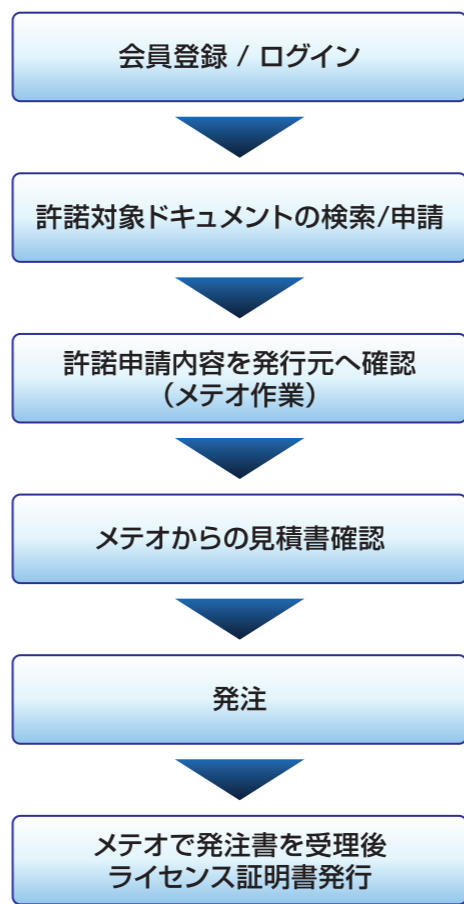 会員登録 / ログイン
許諾対象ドキュメントの検索/申請
許諾申請内容を発行元へ確認
（メテオ作業）
メテオからの見積書確認
発注
メテオで発注書を受理後
ライセンス証明書発行